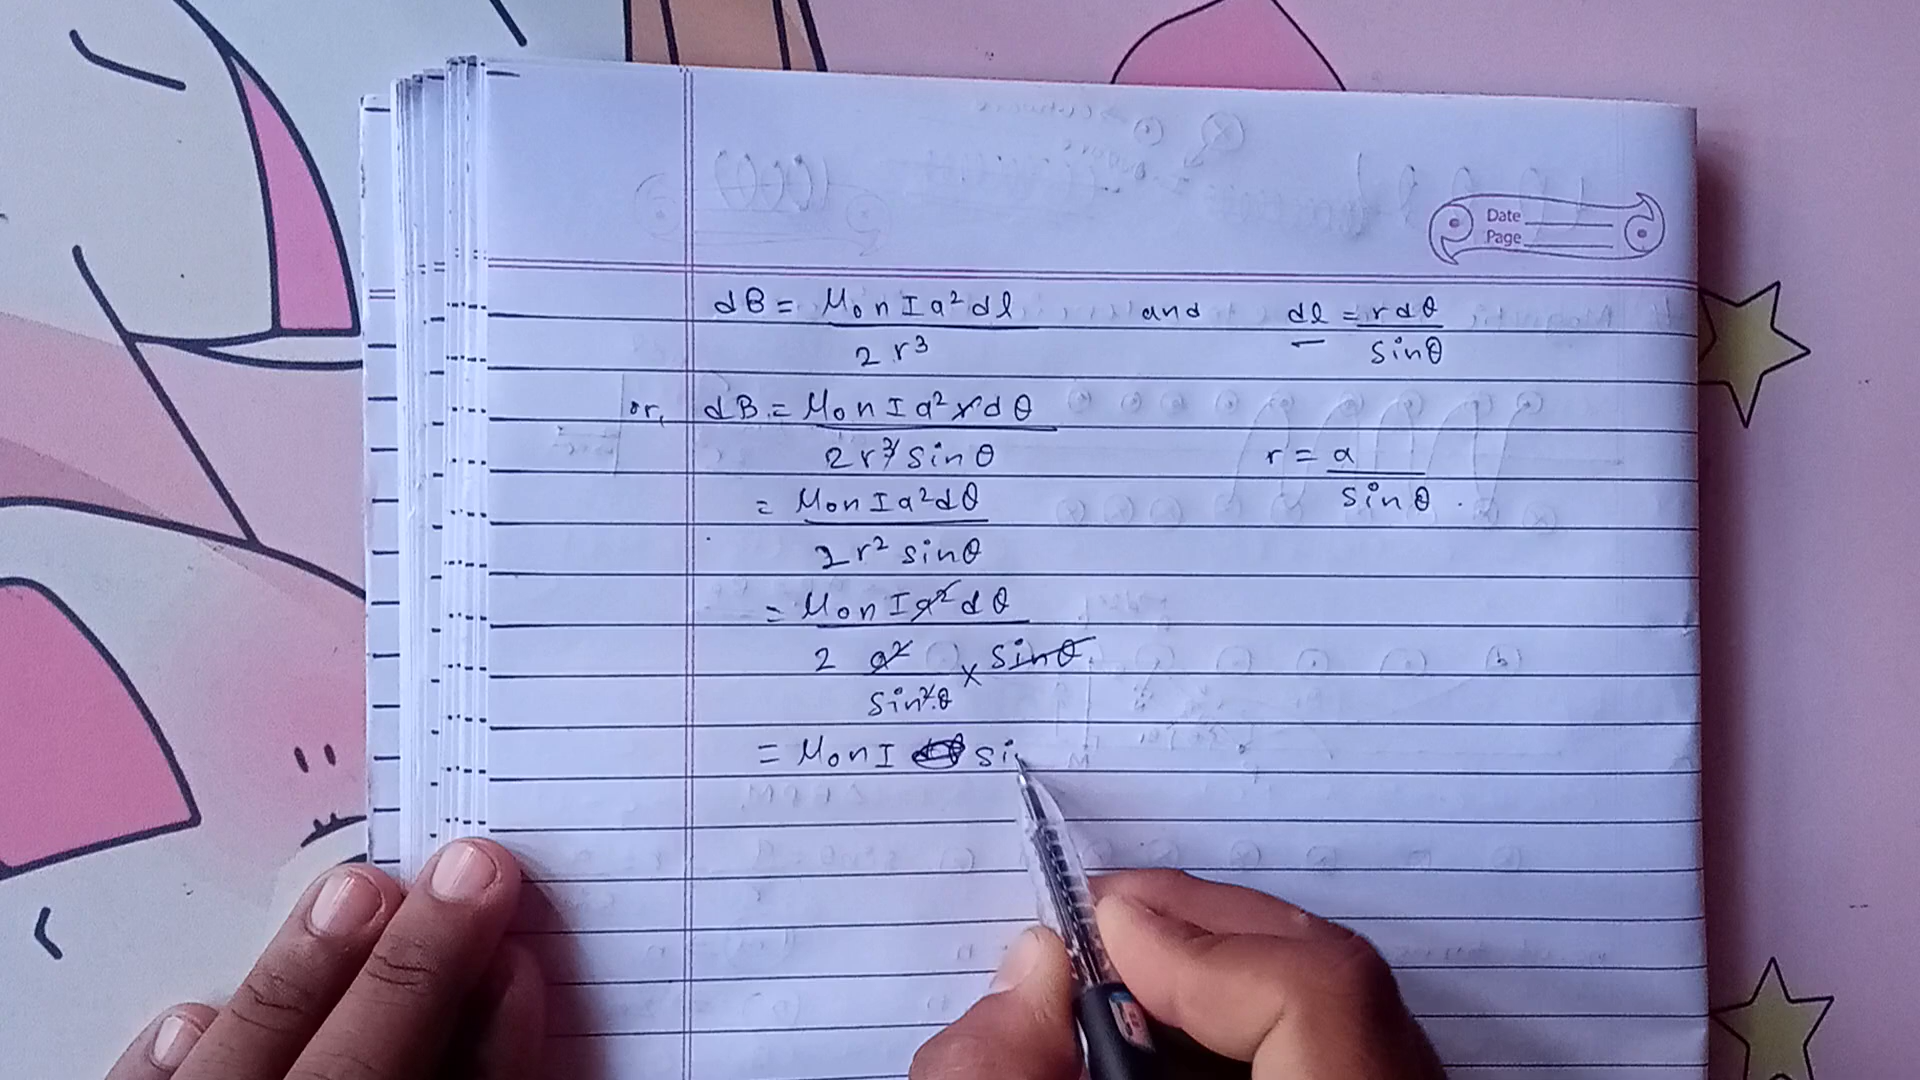 Date
Page
dB = μ₀nIa²dl / 2r³ and dl = rdθ / sinθ
or, dB = μ₀nIa²rdθ / 2r³sinθ
r = a / sinθ .
= μ₀nIa²dθ / 2r²sinθ
= μ₀nIa²dθ / 2 a²/sin²θ × sinθ
= μ₀nI sin